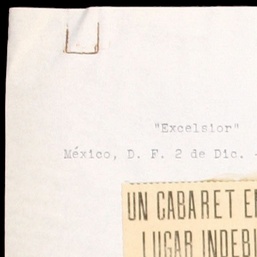 "Excelsior"
México, D. F. 2 de Dic. -
UN CABARET EN
LUGAR INDEBI